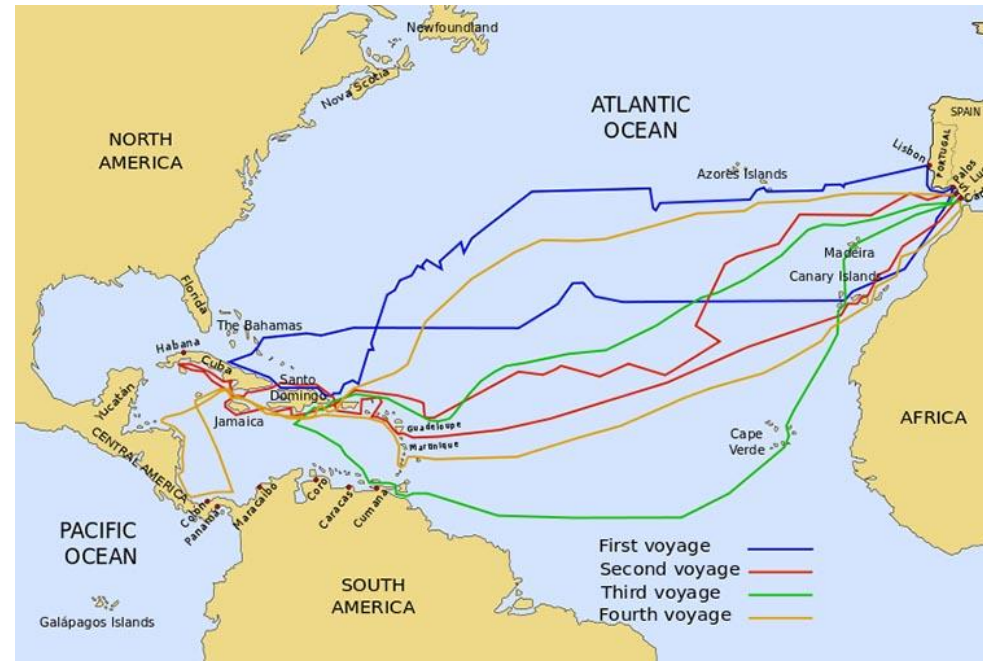 Newfoundland
Nova Scotia
NORTH
AMERICA
ATLANTIC
OCEAN
SPAIN
PORTUGAL
Lisbon
Palos
Azores Islands
Madeira
Canary Islands
Florida
The Bahamas
Habana
Cuba
Santo
Domingo
Yucatán
Jamaica
Guadeloupe
Martinique
CENTRAL AMERICA
Cape
Verde
AFRICA
Colón
Panama
Maracaibo
Coro
Caracas
Cumana
PACIFIC
OCEAN
SOUTH
AMERICA
Galápagos Islands
First voyage
Second voyage
Third voyage
Fourth voyage